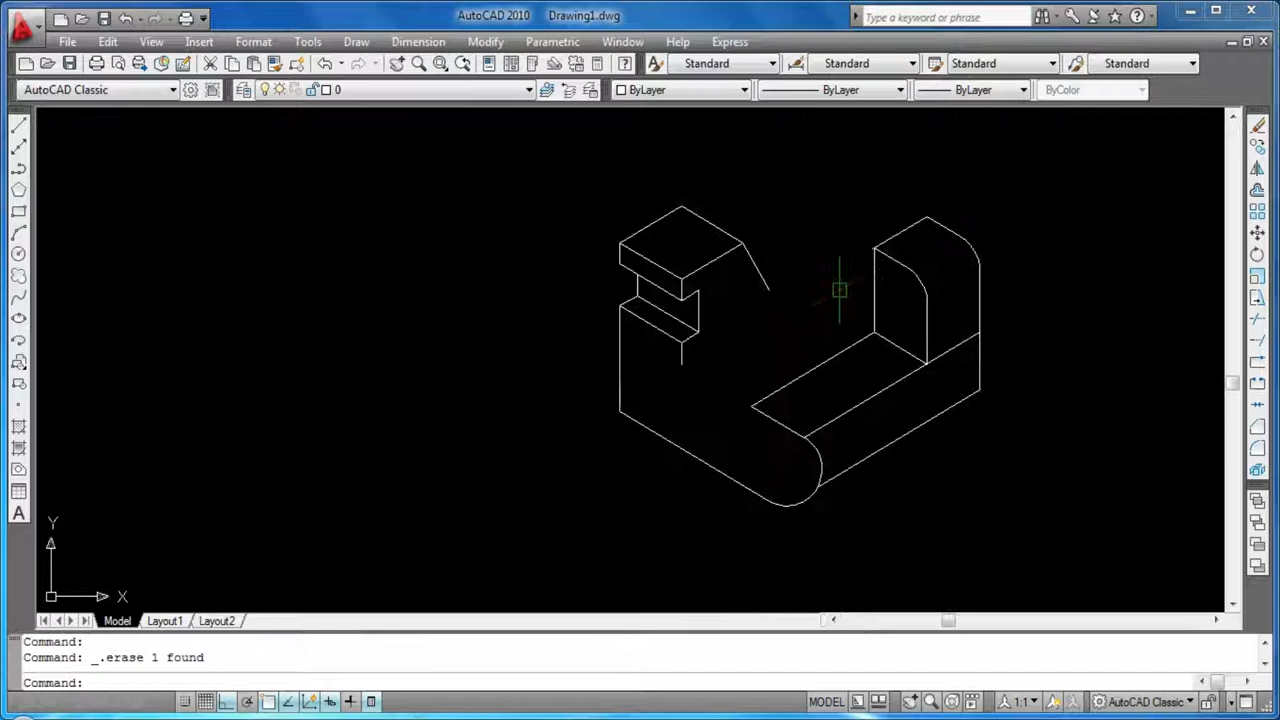 AutoCAD 2010 Drawing1.dwg
Type a keyword or phrase
File Edit View Insert Format Tools Draw Dimension Modify Parametric Window Help Express
Standard Standard Standard Standard
AutoCAD Classic 0 ByLayer ByLayer ByLayer ByColor
A
Y
X
Model Layout1 Layout2
Command:
Command: _.erase 1 found
Command:
MODEL 1:1 AutoCAD Classic